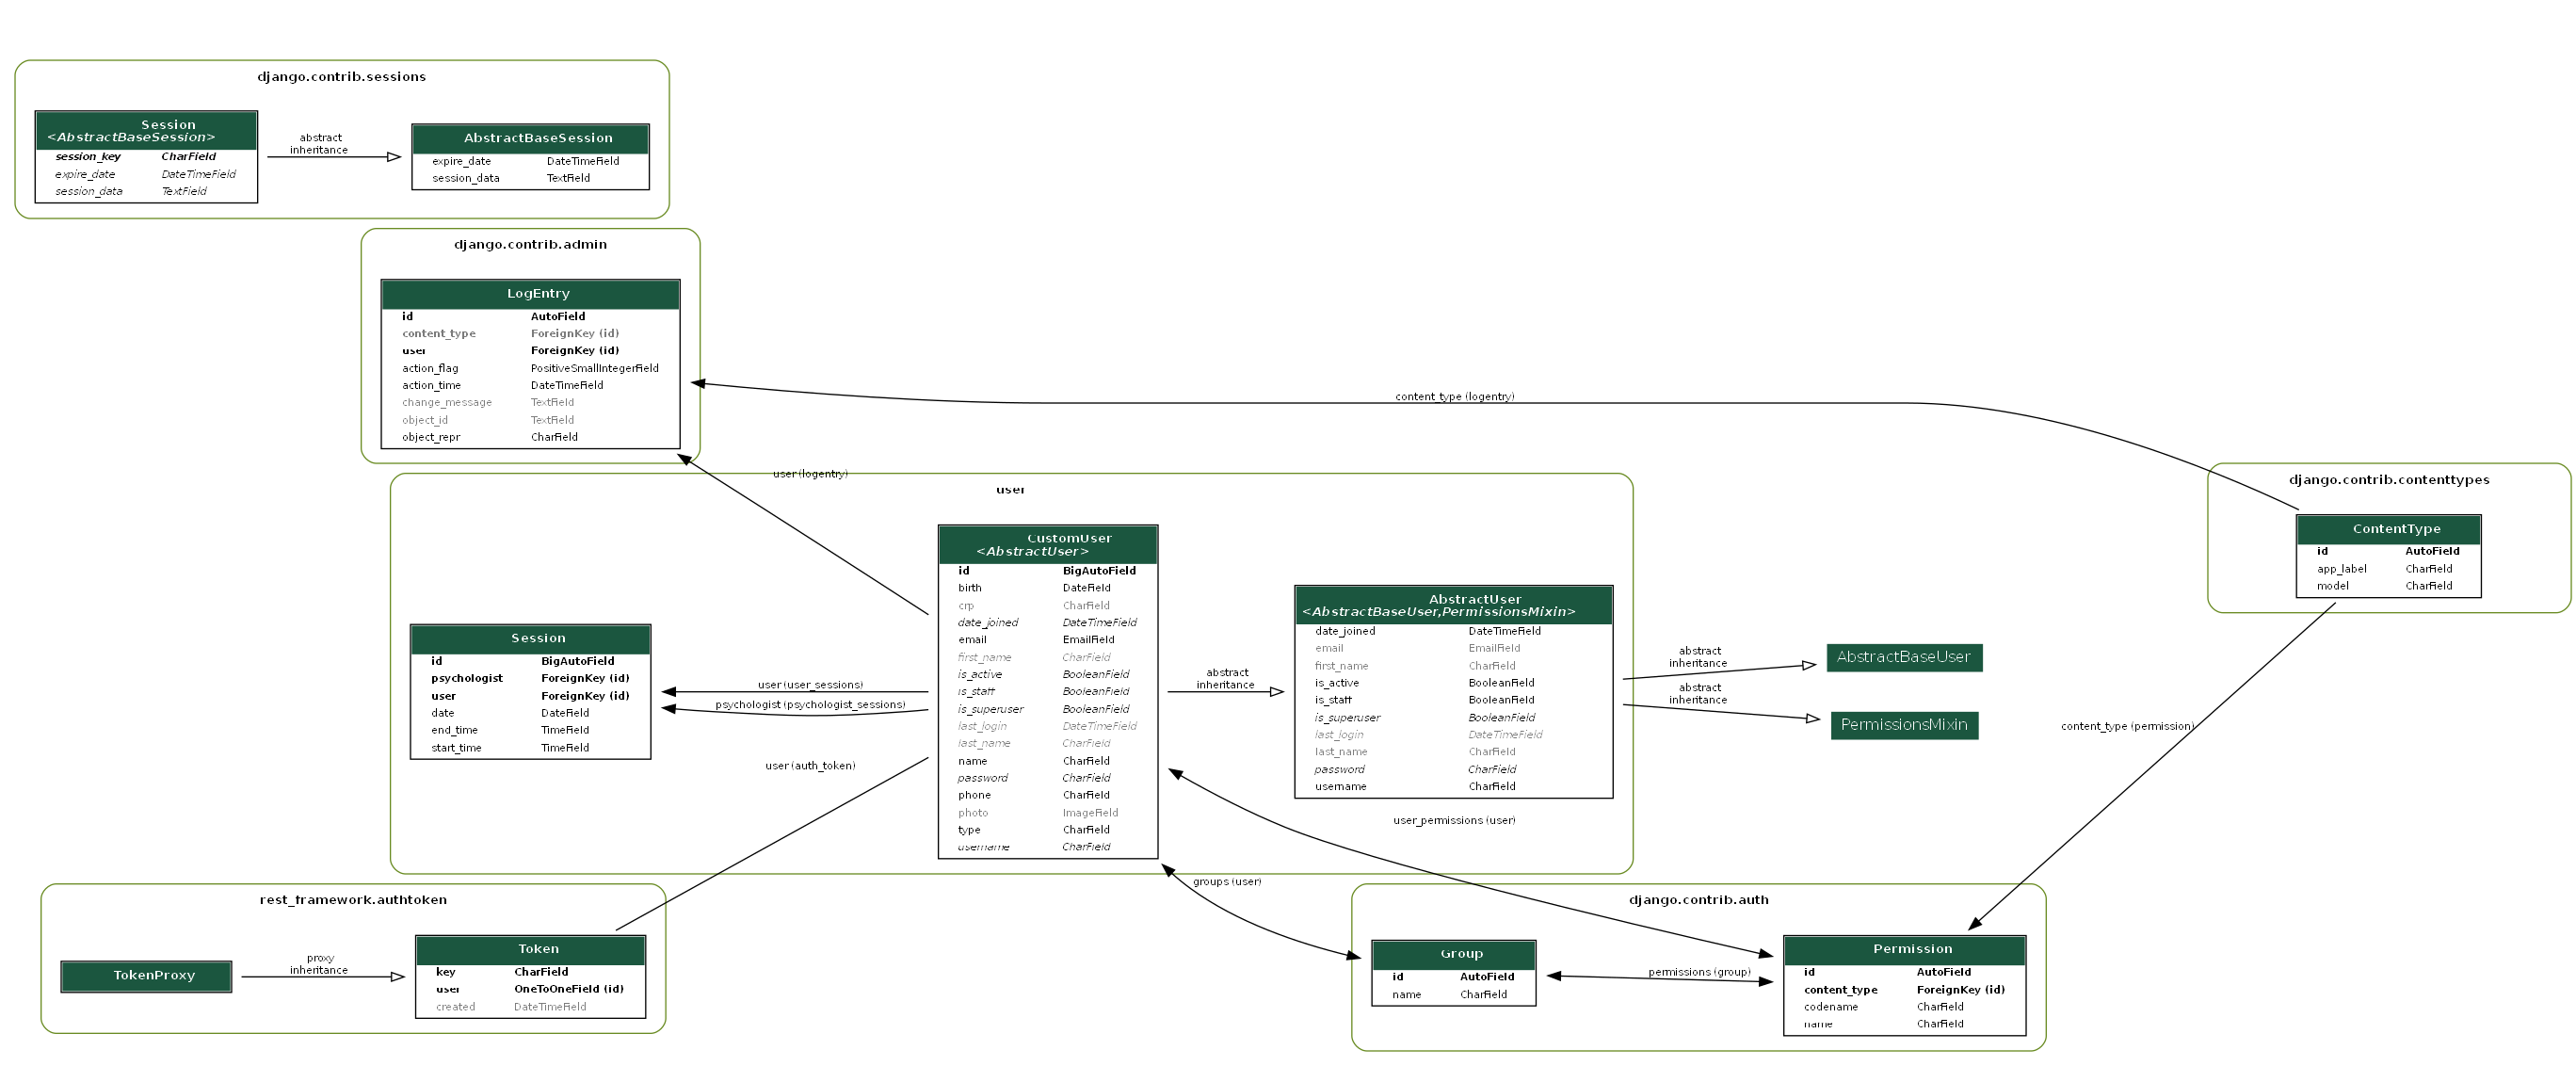 django.contrib.sessions
Session
<AbstractBaseSession>
session_key CharField
expire_date DateTimeField
session_data TextField
abstract
inheritance
AbstractBaseSession
expire_date DateTimeField
session_data TextField
django.contrib.admin
LogEntry
id AutoField
content_type ForeignKey (id)
user ForeignKey (id)
action_flag PositiveSmallIntegerField
action_time DateTimeField
change_message TextField
object_id TextField
object_repr CharField
content_type (logentry)
user (logentry)
user
CustomUser
<AbstractUser>
id BigAutoField
birth DateField
crp CharField
date_joined DateTimeField
email EmailField
first_name CharField
is_active BooleanField
is_staff BooleanField
is_superuser BooleanField
last_login DateTimeField
last_name CharField
name CharField
password CharField
phone CharField
photo ImageField
type CharField
username CharField
Session
id BigAutoField
psychologist ForeignKey (id)
user ForeignKey (id)
date DateField
end_time TimeField
start_time TimeField
user (user_sessions)
psychologist (psychologist_sessions)
user (auth_token)
abstract
inheritance
AbstractUser
<AbstractBaseUser,PermissionsMixin>
date_joined DateTimeField
email EmailField
first_name CharField
is_active BooleanField
is_staff BooleanField
is_superuser BooleanField
last_login DateTimeField
last_name CharField
password CharField
username CharField
abstract
inheritance
AbstractBaseUser
abstract
inheritance
PermissionsMixin
django.contrib.contenttypes
ContentType
id AutoField
app_label CharField
model CharField
content_type (permission)
user_permissions (user)
groups (user)
rest_framework.authtoken
TokenProxy
proxy
inheritance
Token
key CharField
user OneToOneField (id)
created DateTimeField
django.contrib.auth
Group
id AutoField
name CharField
permissions (group)
Permission
id AutoField
content_type ForeignKey (id)
codename CharField
name CharField